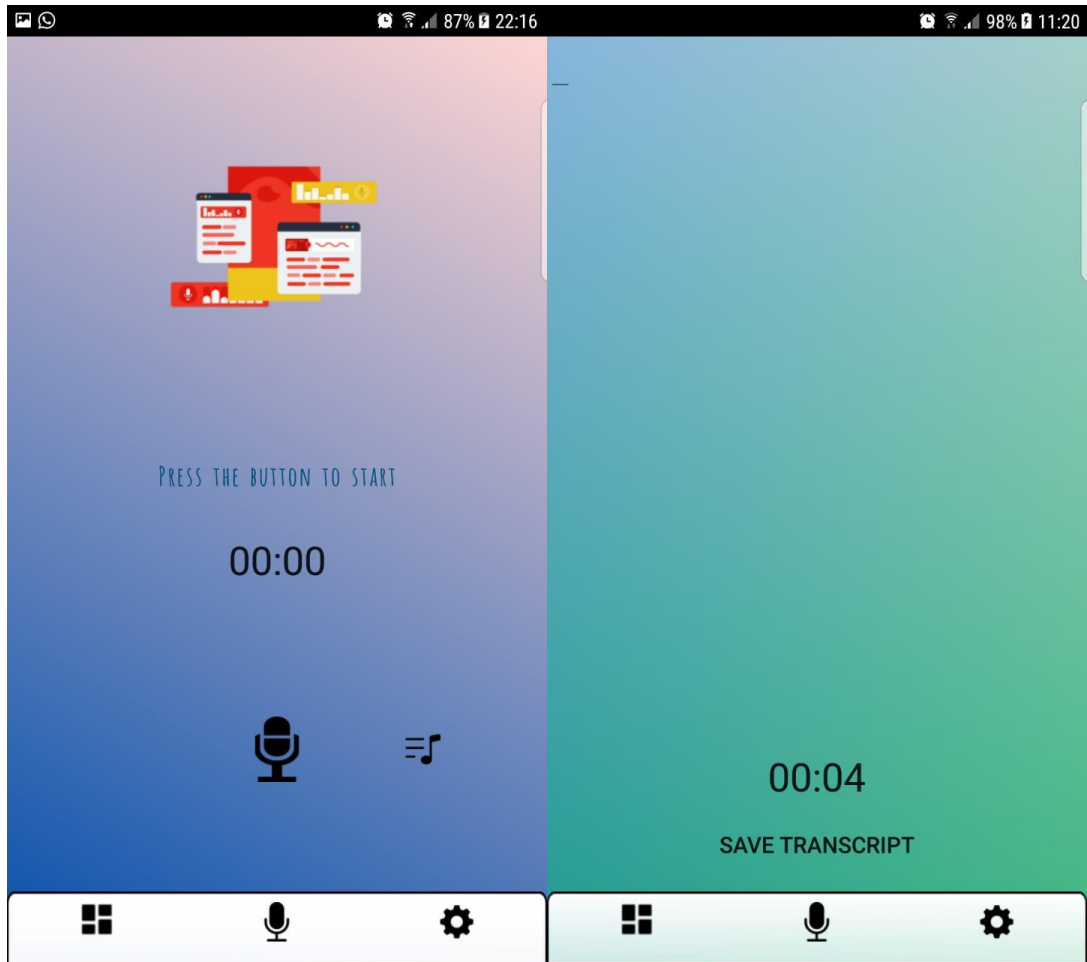 87% 22:16
Press the button to start
00:00
98% 11:20
00:04
SAVE TRANSCRIPT